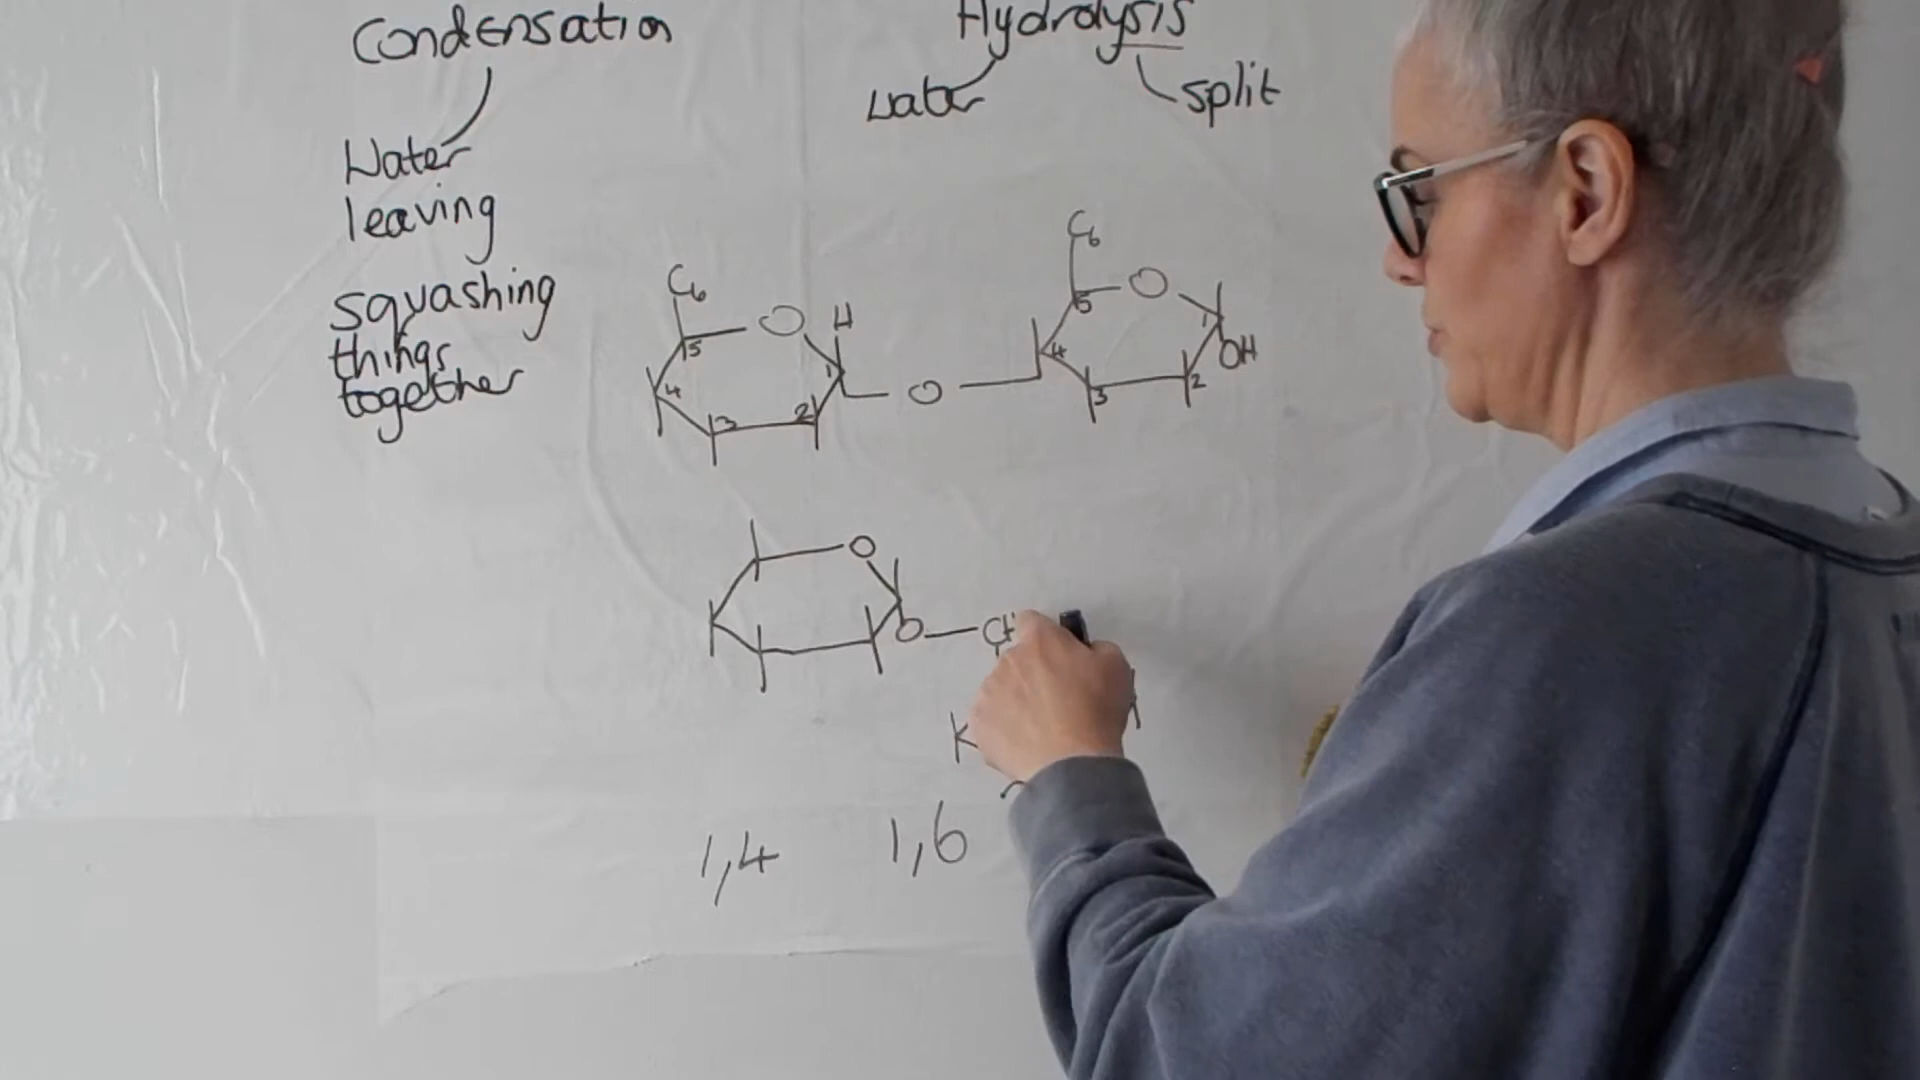 Condensation
Hydrolysis
water
split
Water
leaving
squashing
things
together
C6
O
H
5
4
3
2
1
O
C6
5
O
1
OH
4
3
2
O
O
CH
1,4
1,6